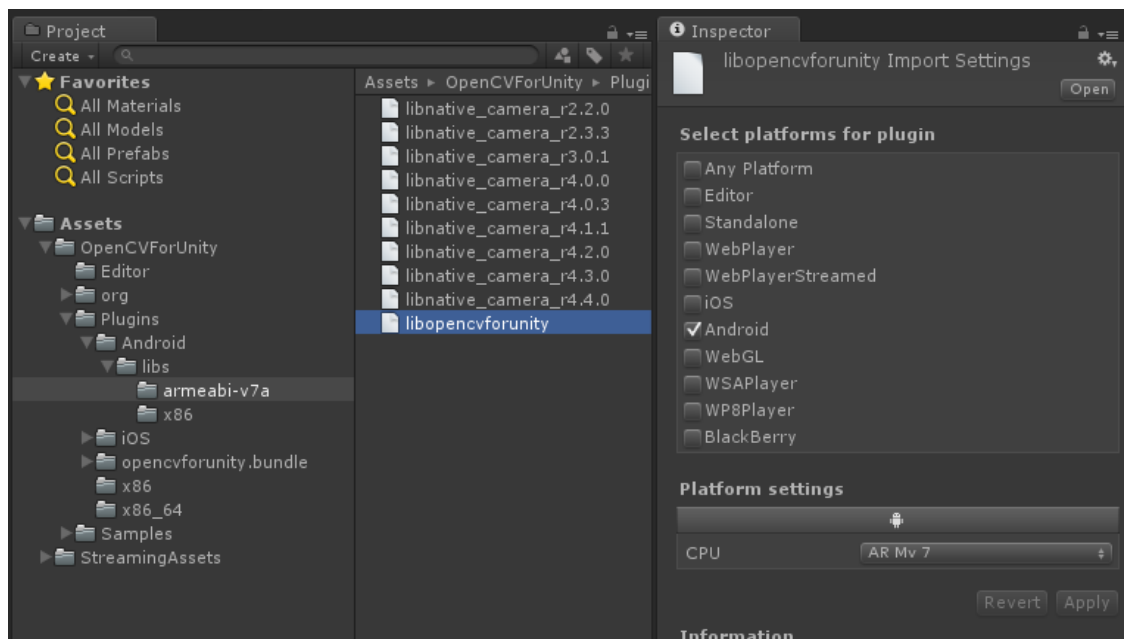 Project
Create
Favorites
All Materials
All Models
All Prefabs
All Scripts
Assets
OpenCVForUnity
Editor
org
Plugins
Android
libs
armeabi-v7a
x86
iOS
opencvforunity.bundle
x86
x86_64
Samples
StreamingAssets
Assets ▸ OpenCVForUnity ▸ Plugi
libnative_camera_r2.2.0
libnative_camera_r2.3.3
libnative_camera_r3.0.1
libnative_camera_r4.0.0
libnative_camera_r4.0.3
libnative_camera_r4.1.1
libnative_camera_r4.2.0
libnative_camera_r4.3.0
libnative_camera_r4.4.0
libopencvforunity
Inspector
libopencvforunity Import Settings
Open
Select platforms for plugin
Any Platform
Editor
Standalone
WebPlayer
WebPlayerStreamed
iOS
Android
WebGL
WSAPlayer
WP8Player
BlackBerry
Platform settings
CPU AR Mv 7
Revert Apply
Information